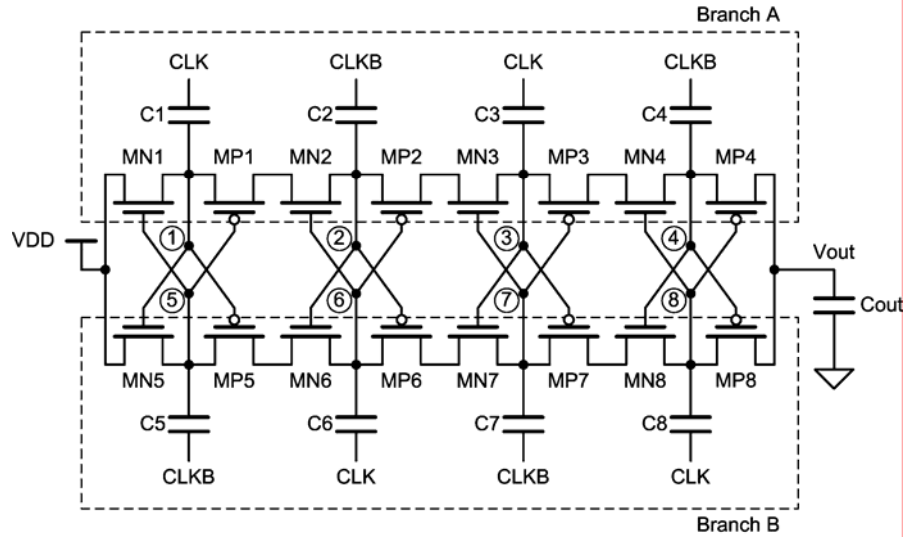 Branch A
CLK CLKB CLK CLKB
C1 C2 C3 C4
MN1 MP1 MN2 MP2 MN3 MP3 MN4 MP4
VDD 1 2 3 4 Vout
5 6 7 8 Cout
MN5 MP5 MN6 MP6 MN7 MP7 MN8 MP8
C5 C6 C7 C8
CLKB CLK CLKB CLK
Branch B